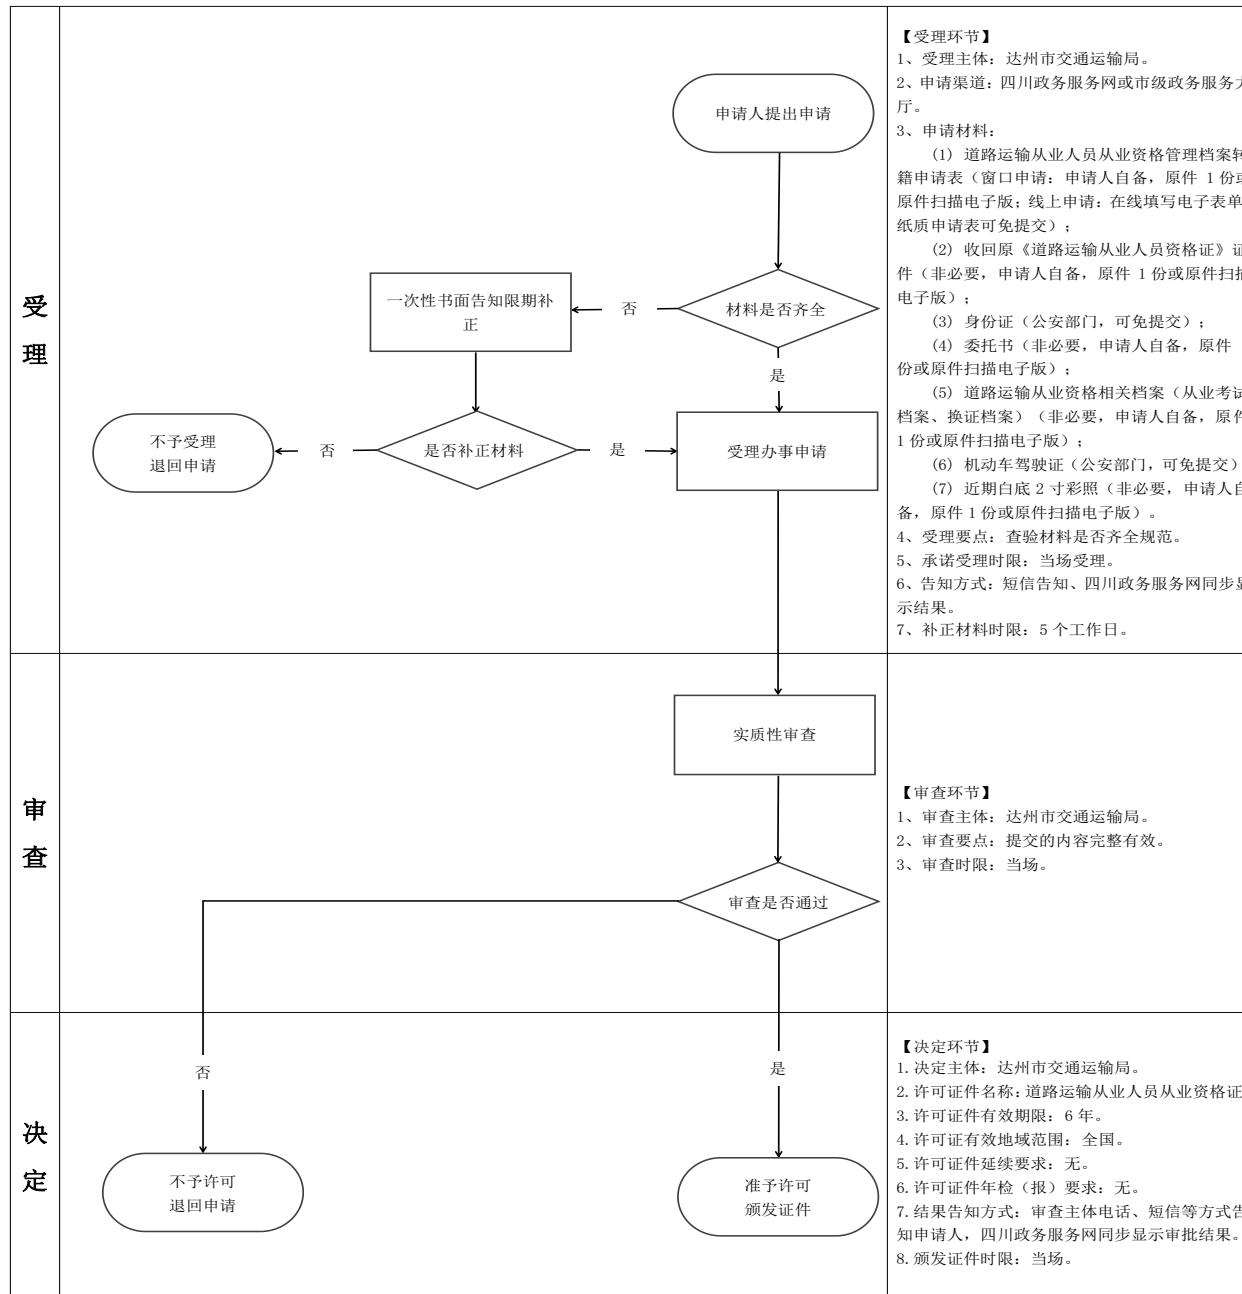 受
理
申请人提出申请
材料是否齐全
否
一次性书面告知限期补
正
是
不予受理
退回申请
否
是否补正材料
是
受理办事申请
【受理环节】
1、受理主体：达州市交通运输局。
2、申请渠道：四川政务服务网或市级政务服务大
厅。
3、申请材料：
(1) 道路运输从业人员从业资格管理档案转
籍申请表（窗口申请：申请人自备，原件 1 份或
原件扫描电子版；线上申请：在线填写电子表单
纸质申请表可免提交）；
(2) 收回原《道路运输从业人员资格证》证
件（非必要，申请人自备，原件 1 份或原件扫描
电子版）；
(3) 身份证（公安部门，可免提交）；
(4) 委托书（非必要，申请人自备，原件
份或原件扫描电子版）；
(5) 道路运输从业资格相关档案（从业考试
档案、换证档案）（非必要，申请人自备，原件
1 份或原件扫描电子版）；
(6) 机动车驾驶证（公安部门，可免提交）
(7) 近期白底 2 寸彩照（非必要，申请人自
备，原件 1 份或原件扫描电子版）。
4、受理要点：查验材料是否齐全规范。
5、承诺受理时限：当场受理。
6、告知方式：短信告知、四川政务服务网同步显
示结果。
7、补正材料时限：5 个工作日。
审
查
实质性审查
审查是否通过
【审查环节】
1、审查主体：达州市交通运输局。
2、审查要点：提交的内容完整有效。
3、审查时限：当场。
决
定
否
是
不予许可
退回申请
准予许可
颁发证件
【决定环节】
1.决定主体：达州市交通运输局。
2.许可证件名称：道路运输从业人员从业资格证
3.许可证件有效期限：6 年。
4.许可证有效地域范围：全国。
5.许可证件延续要求：无。
6.许可证件年检（报）要求：无。
7.结果告知方式：审查主体电话、短信等方式告
知申请人，四川政务服务网同步显示审批结果。
8.颁发证件时限：当场。